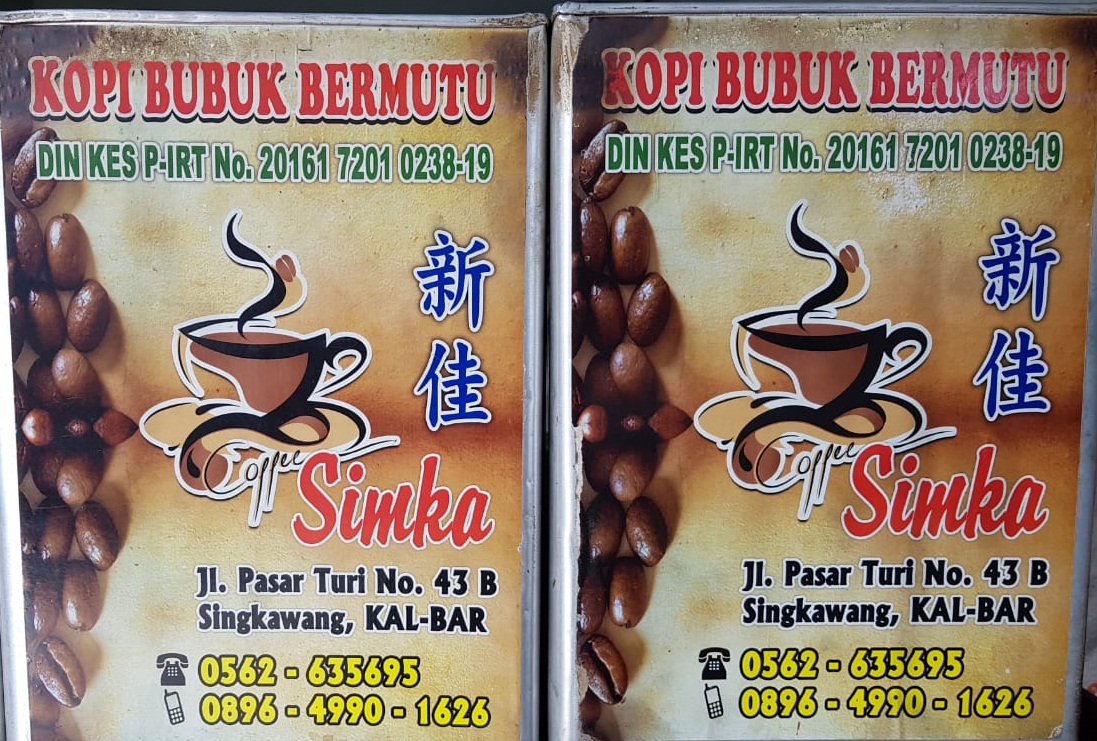 KOPI BUBUK BERMUTU
DIN KES P-IRT No. 20161 7201 0238-19
新佳
Coffee
Simka
Jl. Pasar Turi No. 43 B
Singkawang, KAL-BAR
0562 - 635695
0896 - 4990 - 1626
KOPI BUBUK BERMUTU
DIN KES P-IRT No. 20161 7201 0238-19
新佳
Coffee
Simka
Jl. Pasar Turi No. 43 B
Singkawang, KAL-BAR
0562 - 635695
0896 - 4990 - 1626